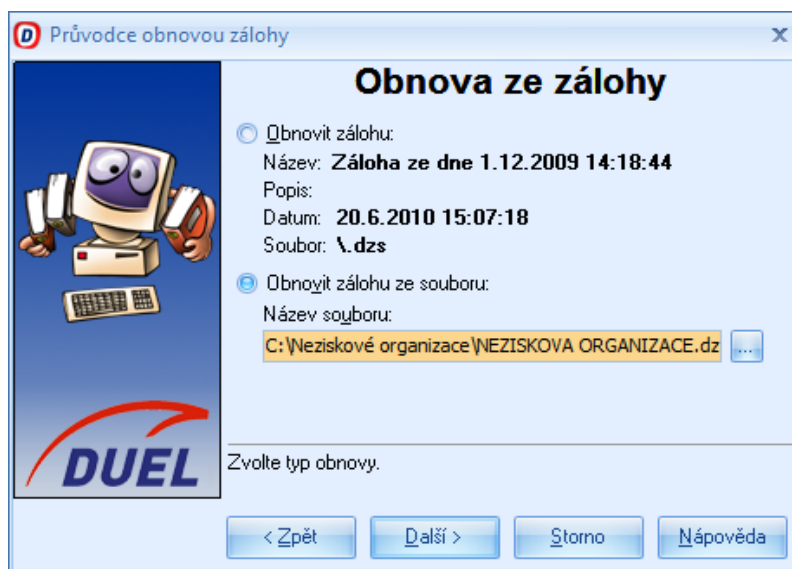 Průvodce obnovou zálohy
Obnova ze zálohy
Obnovit zálohu:
Název: Záloha ze dne 1.12.2009 14:18:44
Popis:
Datum: 20.6.2010 15:07:18
Soubor: \.dzs
Obnovit zálohu ze souboru:
Název souboru:
C:\Neziskové organizace\NEZISKOVA ORGANIZACE.dz ...
DUEL
Zvolte typ obnovy.
< Zpět Další > Storno Nápověda